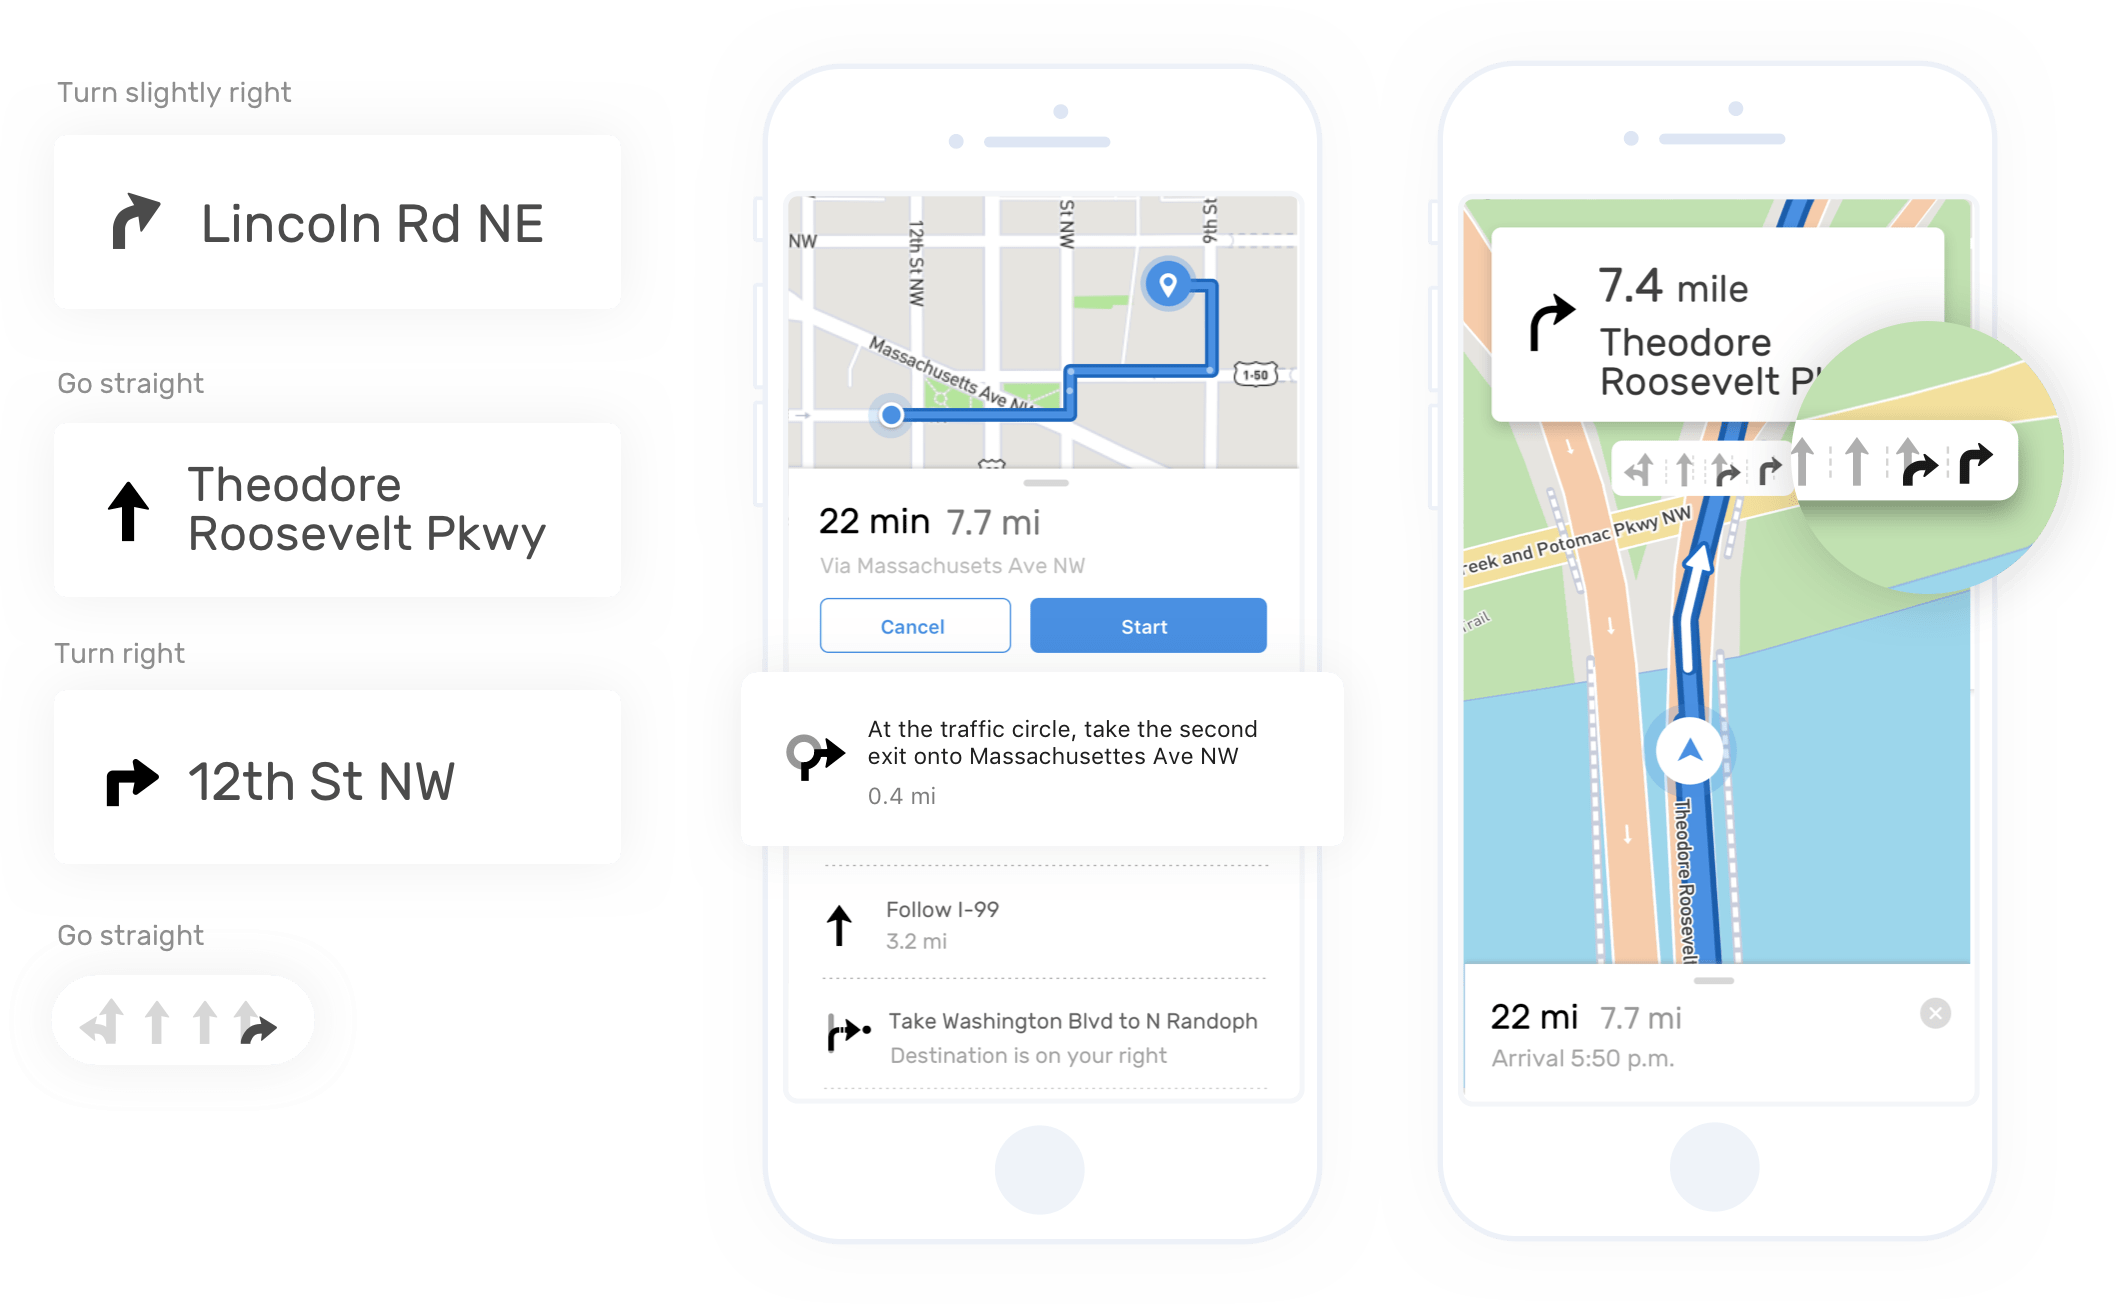 Turn slightly right
Lincoln Rd NE
Go straight
Theodore
Roosevelt Pkwy
Turn right
12th St NW
Go straight
NW
12th St NW
St NW
9th St
Massachusetts Ave NW
1-50
22 min 7.7 mi
Via Massachusets Ave NW
Cancel
Start
At the traffic circle, take the second
exit onto Massachusettes Ave NW
0.4 mi
Follow I-99
3.2 mi
Take Washington Blvd to N Randoph
Destination is on your right
7.4 mile
Theodore
Roosevelt P
reek and Potomac Pkwy NW
Trail
Theodore Roosevelt
22 mi 7.7 mi
Arrival 5:50 p.m.